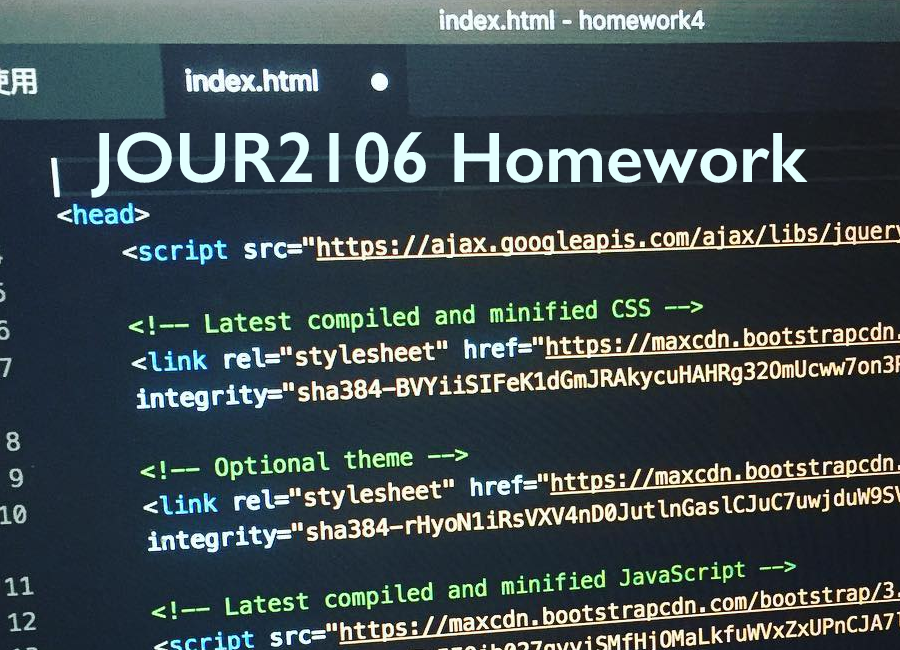 index.html - homework4
使用
index.html
JOUR2106 Homework
<head>
<script src="https://ajax.googleapis.com/ajax/libs/jquery
5
6
<!-- Latest compiled and minified CSS -->
7
<link rel="stylesheet" href="https://maxcdn.bootstrapcdn.
integrity="sha384-BVYiiSIFeK1dGmJRAkycuHAHRg32OmUcww7on3
8
9
<!-- Optional theme -->
10
<link rel="stylesheet" href="https://maxcdn.bootstrapcdn.
integrity="sha384-rHyoN1iRsVXV4nD0JutlnGaslCJuC7uwjduW9SV
11
12
<!-- Latest compiled and minified JavaScript -->
<script src="https://maxcdn.bootstrapcdn.com/bootstrap/3.